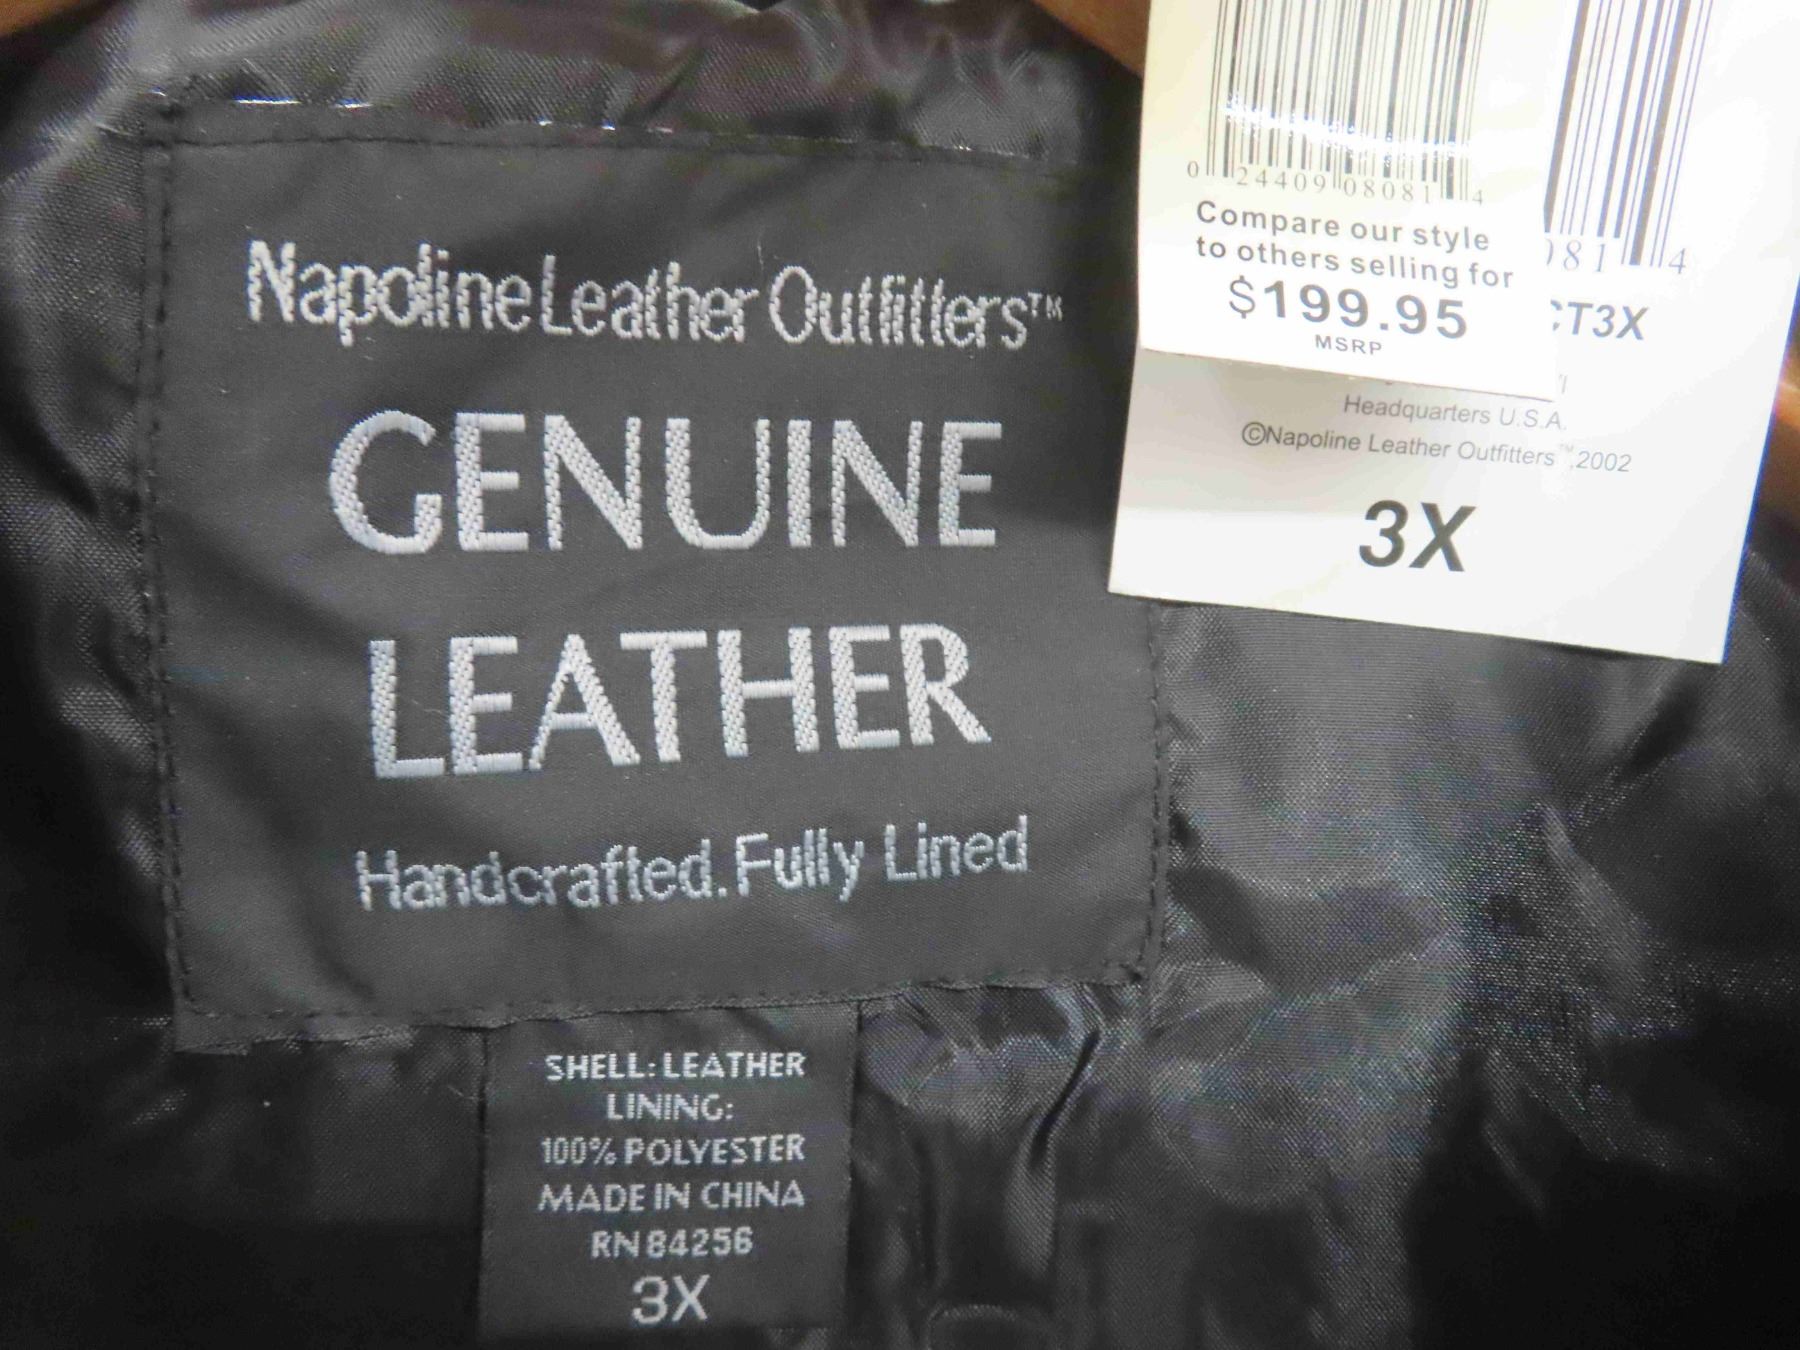 Napoline Leather Outfitters™
GENUINE
LEATHER
Handcrafted. Fully Lined
SHELL: LEATHER
LINING:
100% POLYESTER
MADE IN CHINA
RN 84256
3X
0 24409 08081 4
Compare our style
to others selling for
$199.95
MSRP
081 4
CT3X
Headquarters U.S.A.
©Napoline Leather Outfitters™,2002
3X